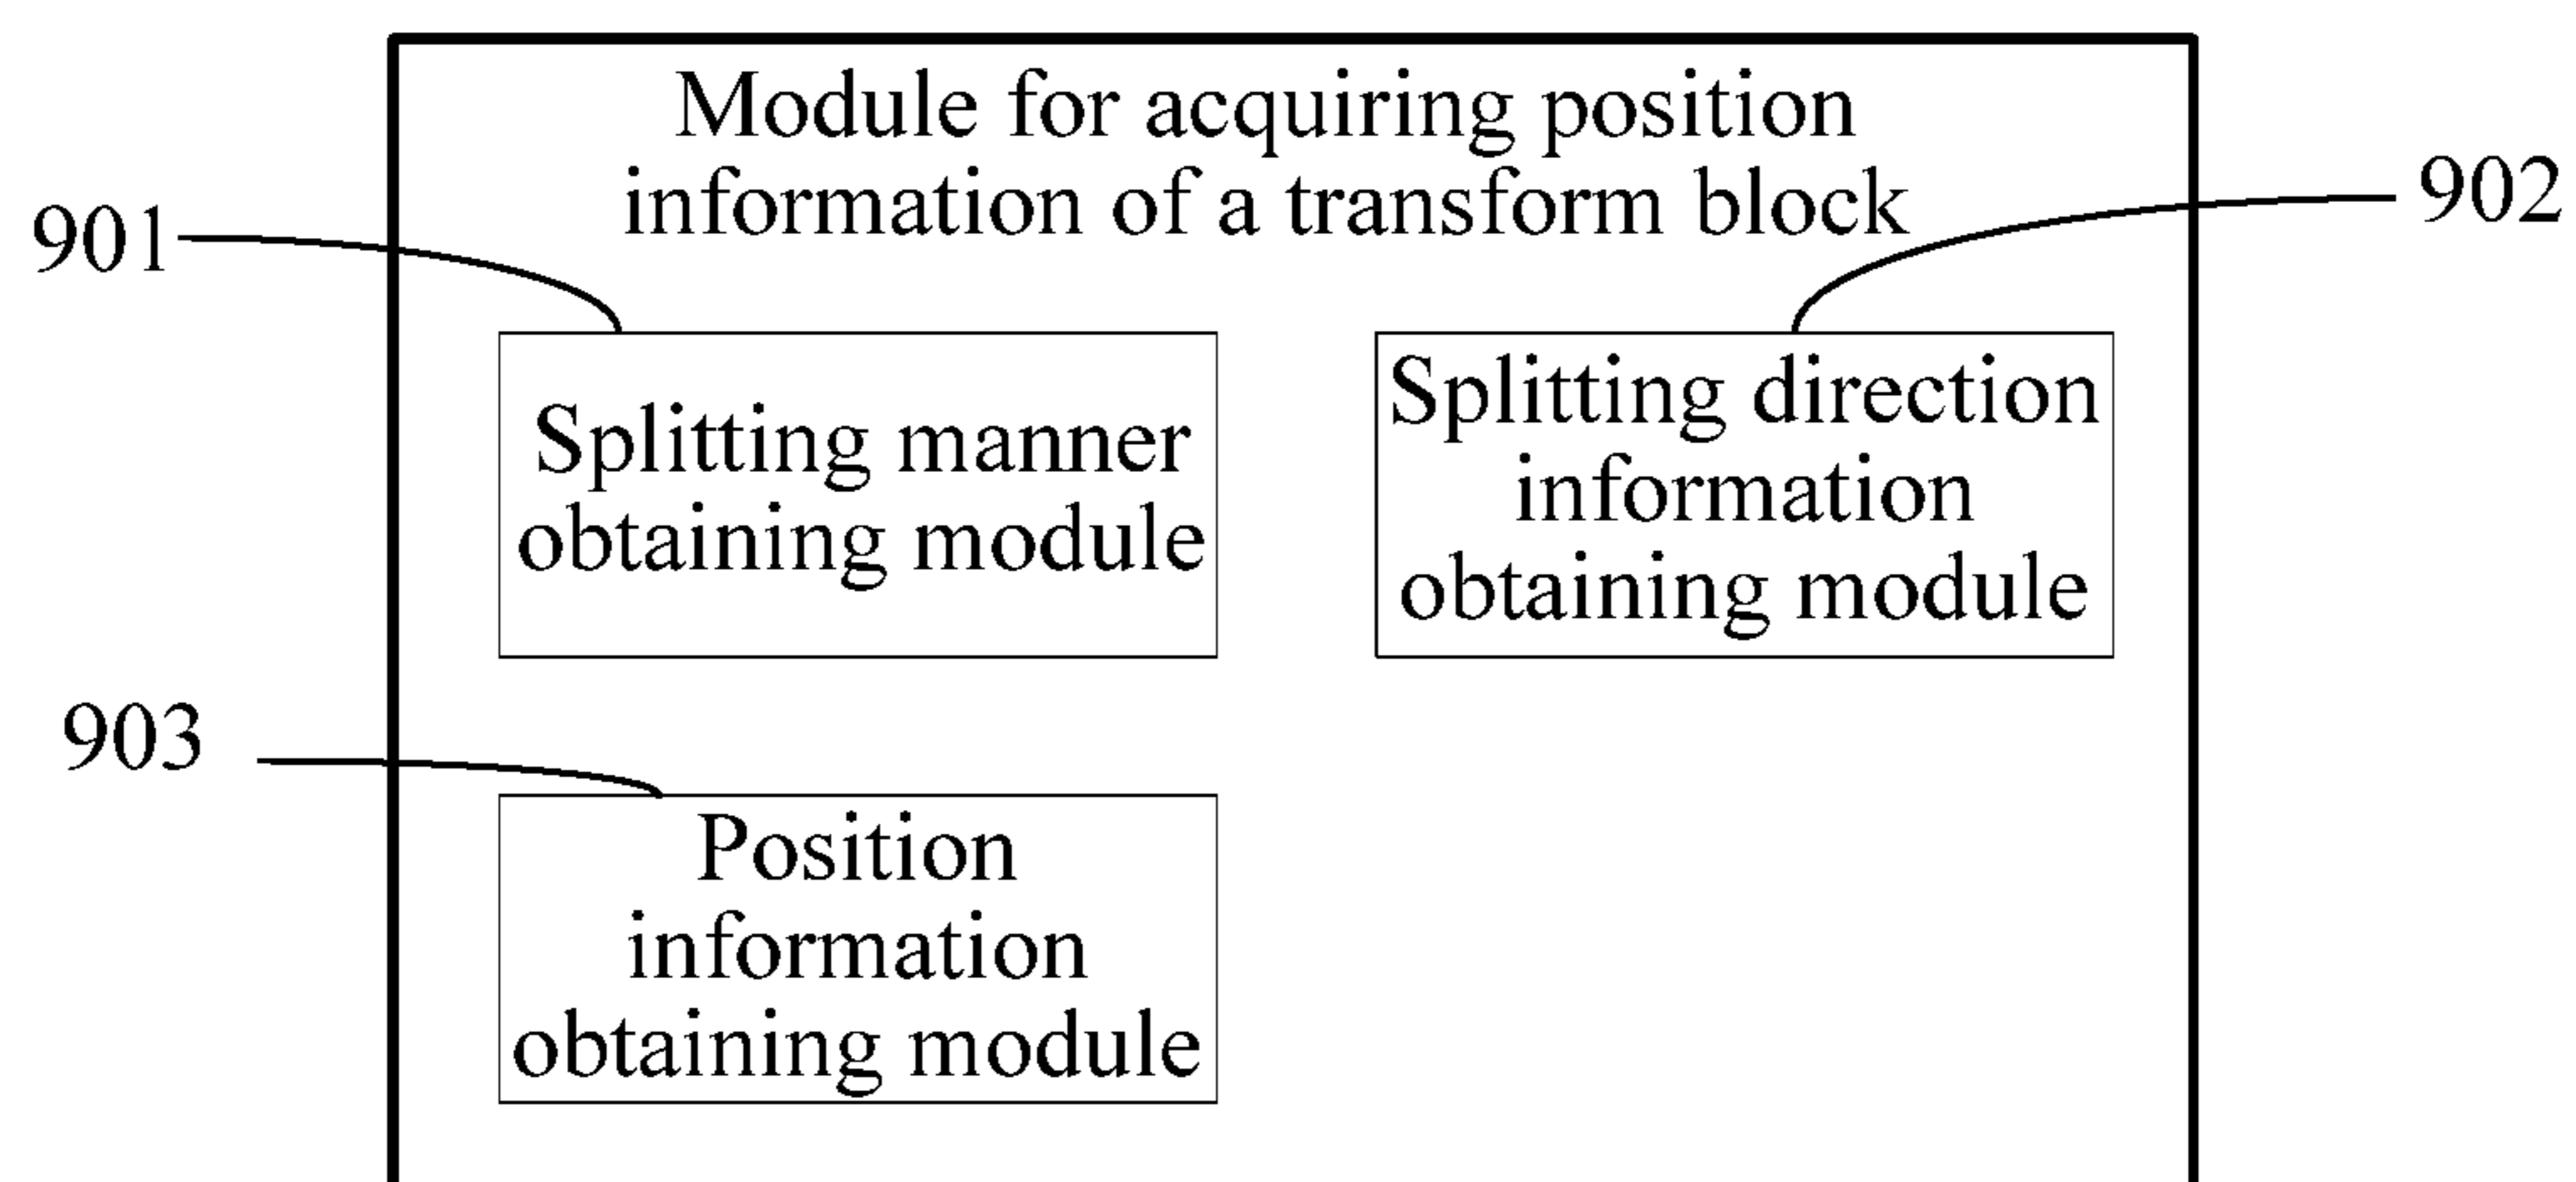 Module for acquiring position
information of a transform block
901
902
Splitting manner
obtaining module
Splitting direction
information
obtaining module
903
Position
information
obtaining module